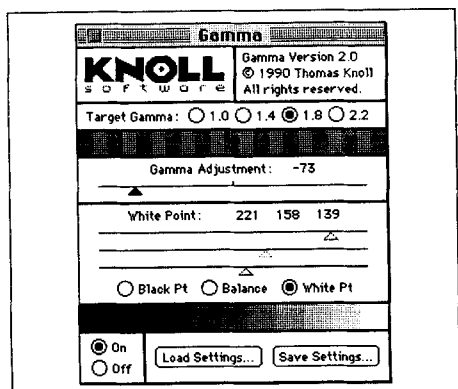 Gamma
KNOLL
software
Gamma Version 2.0
© 1990 Thomas Knoll
All rights reserved.
Target Gamma: 1.0 1.4 1.8 2.2
Gamma Adjustment: -73
White Point: 221 158 139
Black Pt Balance White Pt
On
Off
Load Settings... Save Settings...